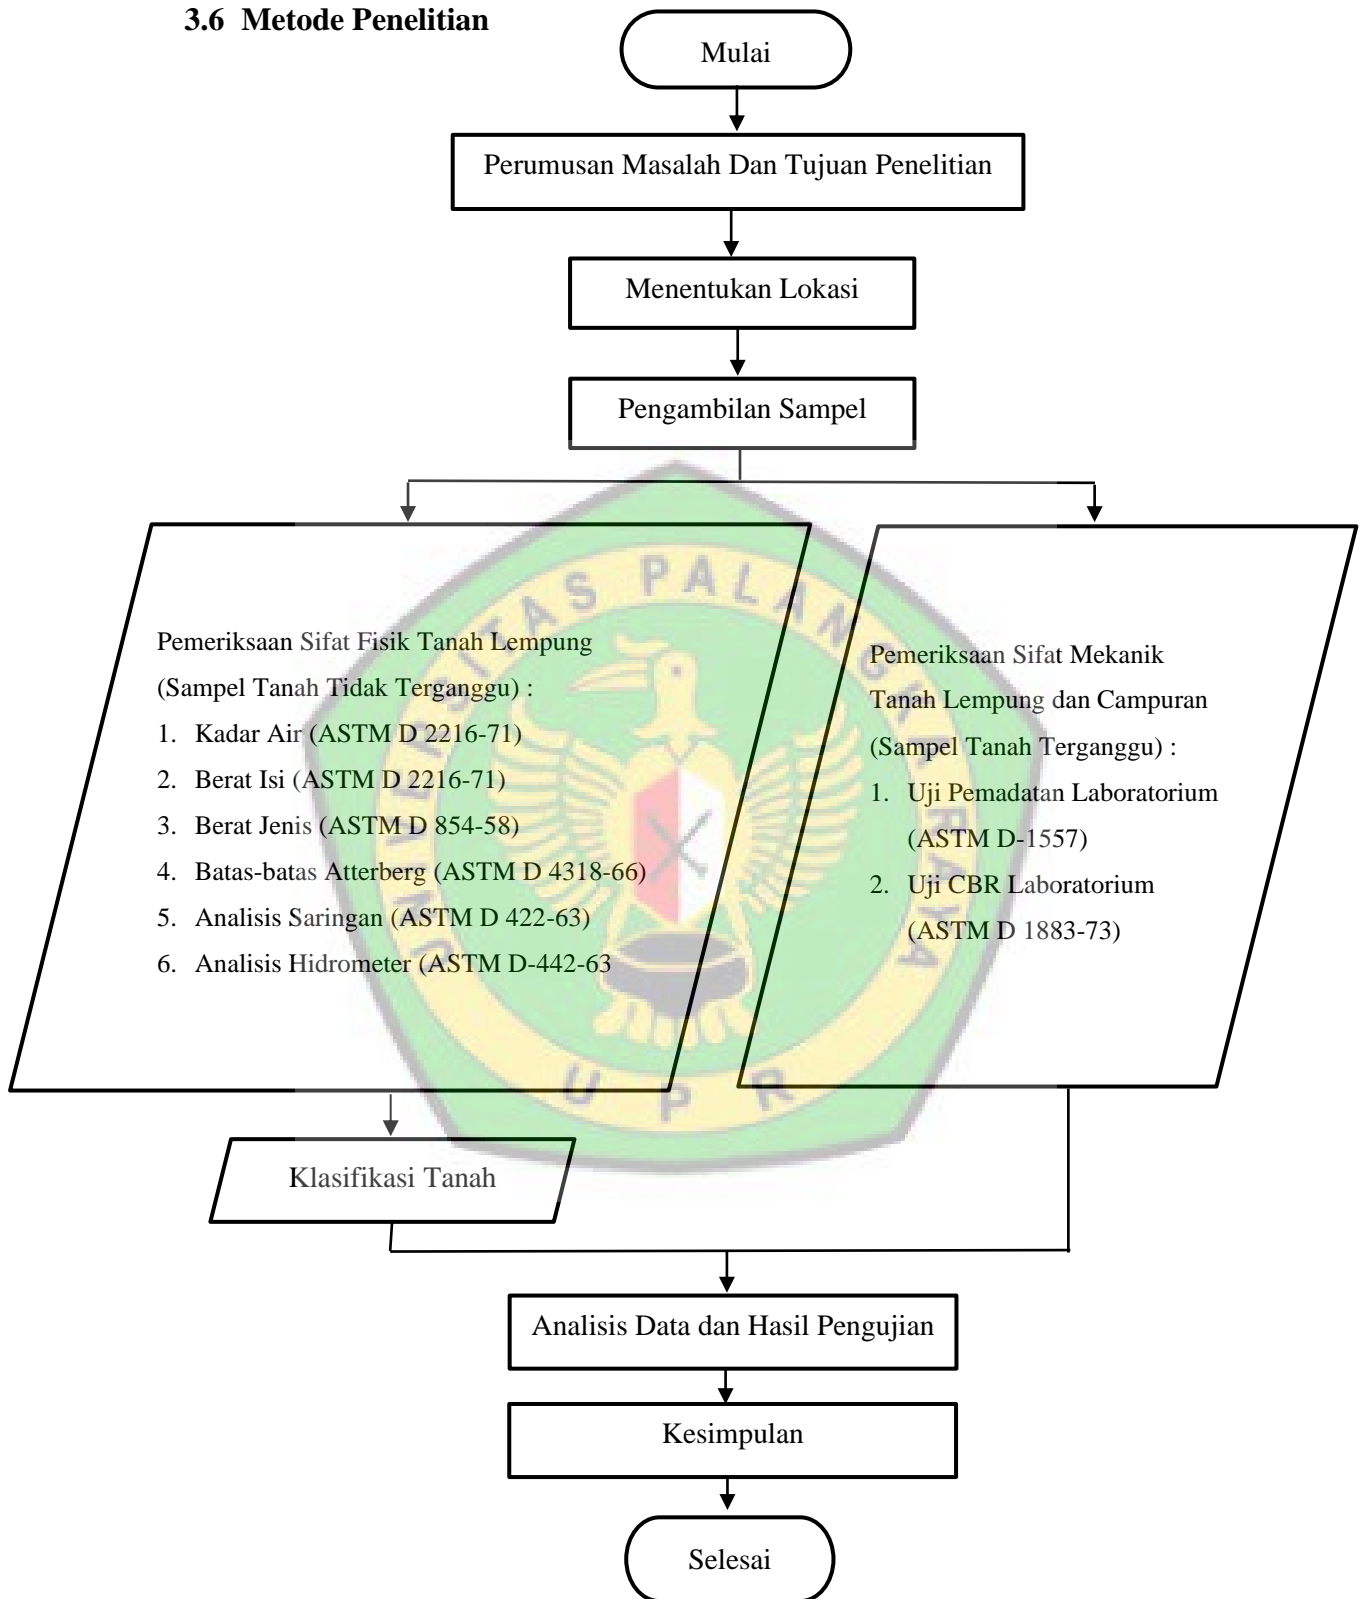 3.6 Metode Penelitian
Mulai
Perumusan Masalah Dan Tujuan Penelitian
Menentukan Lokasi
Pengambilan Sampel
Pemeriksaan Sifat Fisik Tanah Lempung
(Sampel Tanah Tidak Terganggu) :
1. Kadar Air (ASTM D 2216-71)
2. Berat Isi (ASTM D 2216-71)
3. Berat Jenis (ASTM D 854-58)
4. Batas-batas Atterberg (ASTM D 4318-66)
5. Analisis Saringan (ASTM D 422-63)
6. Analisis Hidrometer (ASTM D-442-63
Pemeriksaan Sifat Mekanik
Tanah Lempung dan Campuran
(Sampel Tanah Terganggu) :
1. Uji Pemadatan Laboratorium
(ASTM D-1557)
2. Uji CBR Laboratorium
(ASTM D 1883-73)
UNIVERSITAS PALANGKA RAYA
UPR
Klasifikasi Tanah
Analisis Data dan Hasil Pengujian
Kesimpulan
Selesai